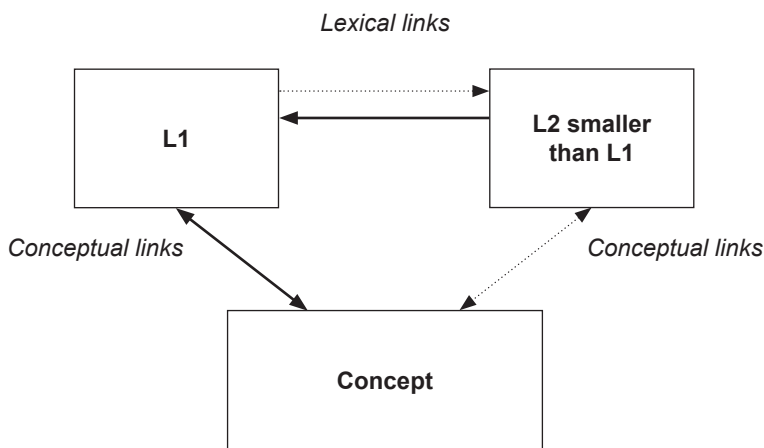 Lexical links
L1
L2 smaller
than L1
Conceptual links
Conceptual links
Concept